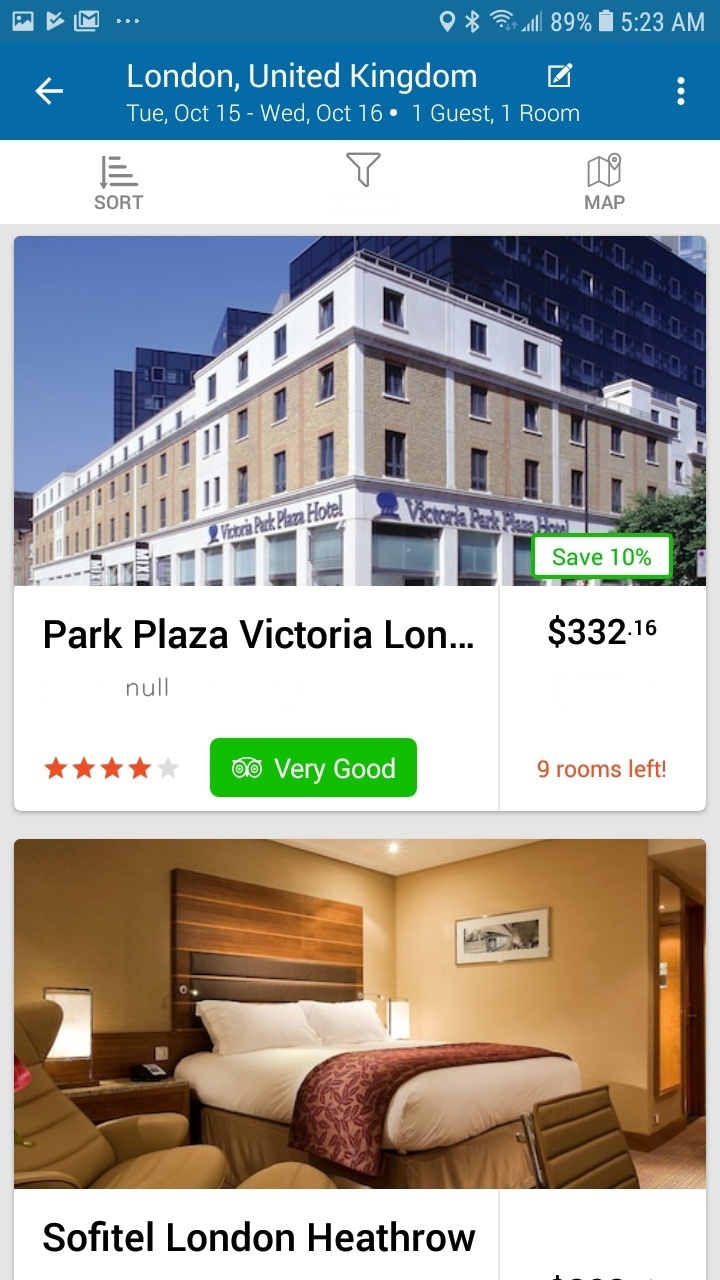 89% 5:23 AM
London, United Kingdom
Tue, Oct 15 - Wed, Oct 16 • 1 Guest, 1 Room
SORT
MAP
Victoria Park Plaza Hotel
Victoria Park Plaza Hotel
Save 10%
Park Plaza Victoria Lon...
$332.16
null
Very Good
9 rooms left!
Sofitel London Heathrow